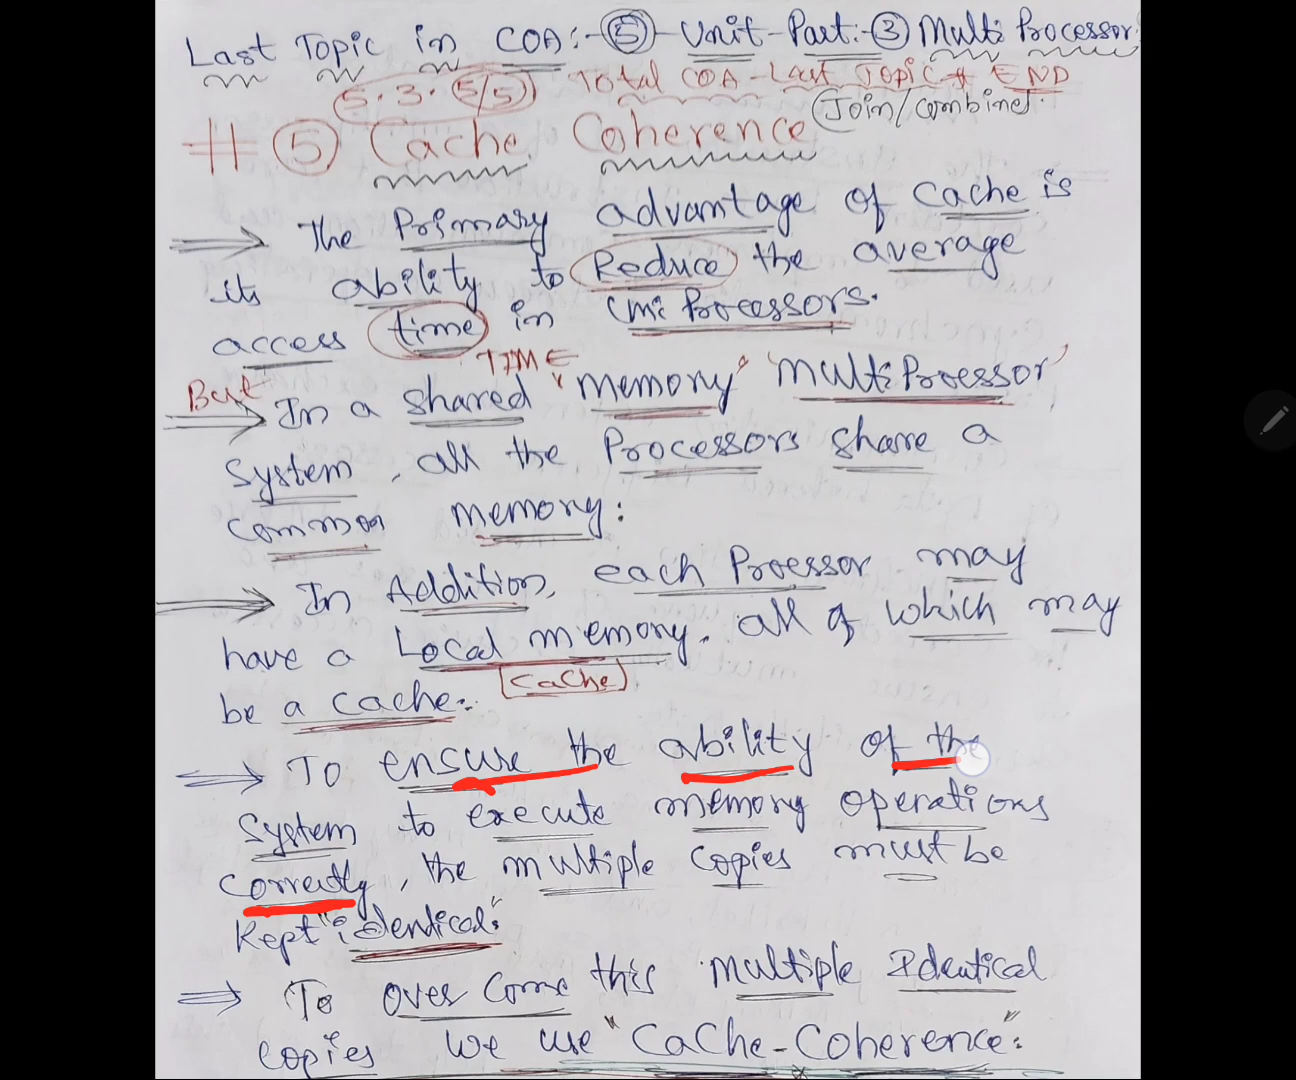 Last Topic in COA:- 5 - Unit - Part:- 3 Multi Processor
5.3.(5/5) Total COA - Last Topic * END
(Join/Combine).
# 5 Cache Coherence
The Primary advantage of Cache is
its ability to Reduce the average
access time in Uni Processors.
TIME
But
In a shared "memory" 'multiProessor'
System, all the Processors share a
common memory:
In Addition, each Proessor may
have a Local memory. all of which may
be a cache:.
Cache
To ensure the ability of the
System to execute memory operations
correctly, the multiple copies must be
Kept "identical."
To over Come this multiple Identical
copies we use "CaChe-Coherence":